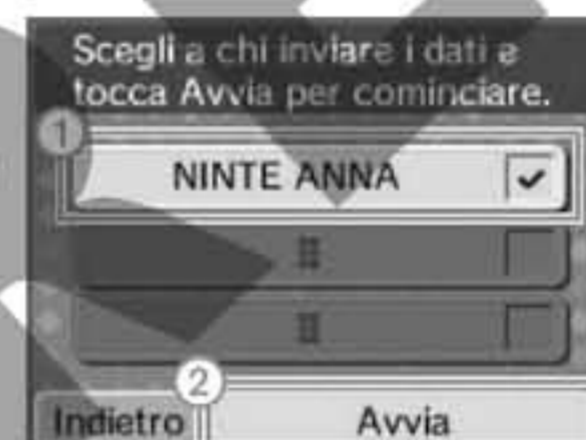 Scegli a chi inviare i dati e
tocca Avvia per cominciare.
1
NINTE ANNA
2
Indietro
Avvia